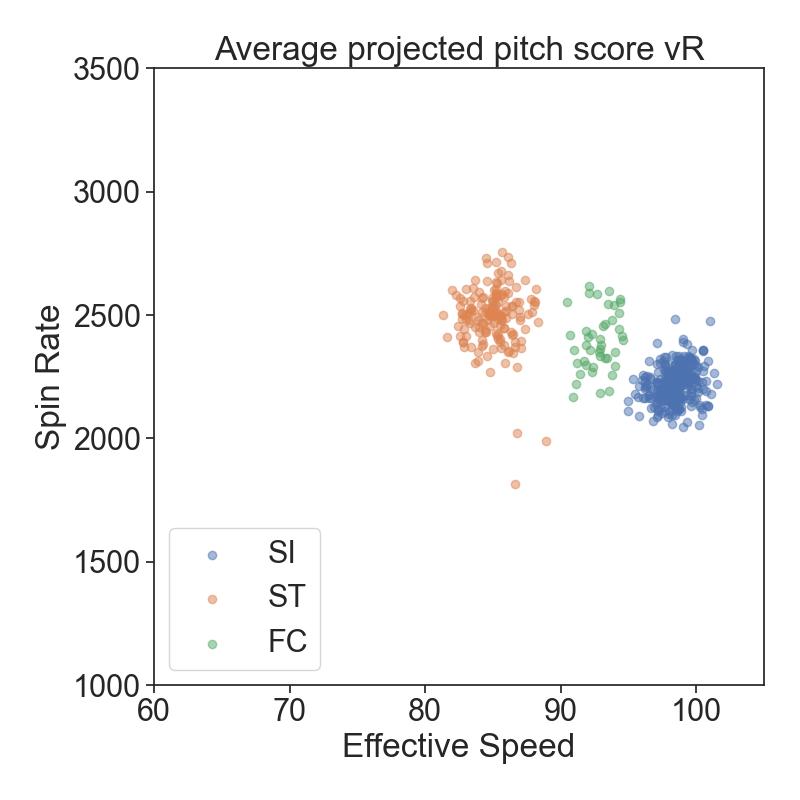 Average projected pitch score vR
3500
3000
2500
2000
1500
1000
Spin Rate
SI
ST
FC
60 70 80 90 100
Effective Speed